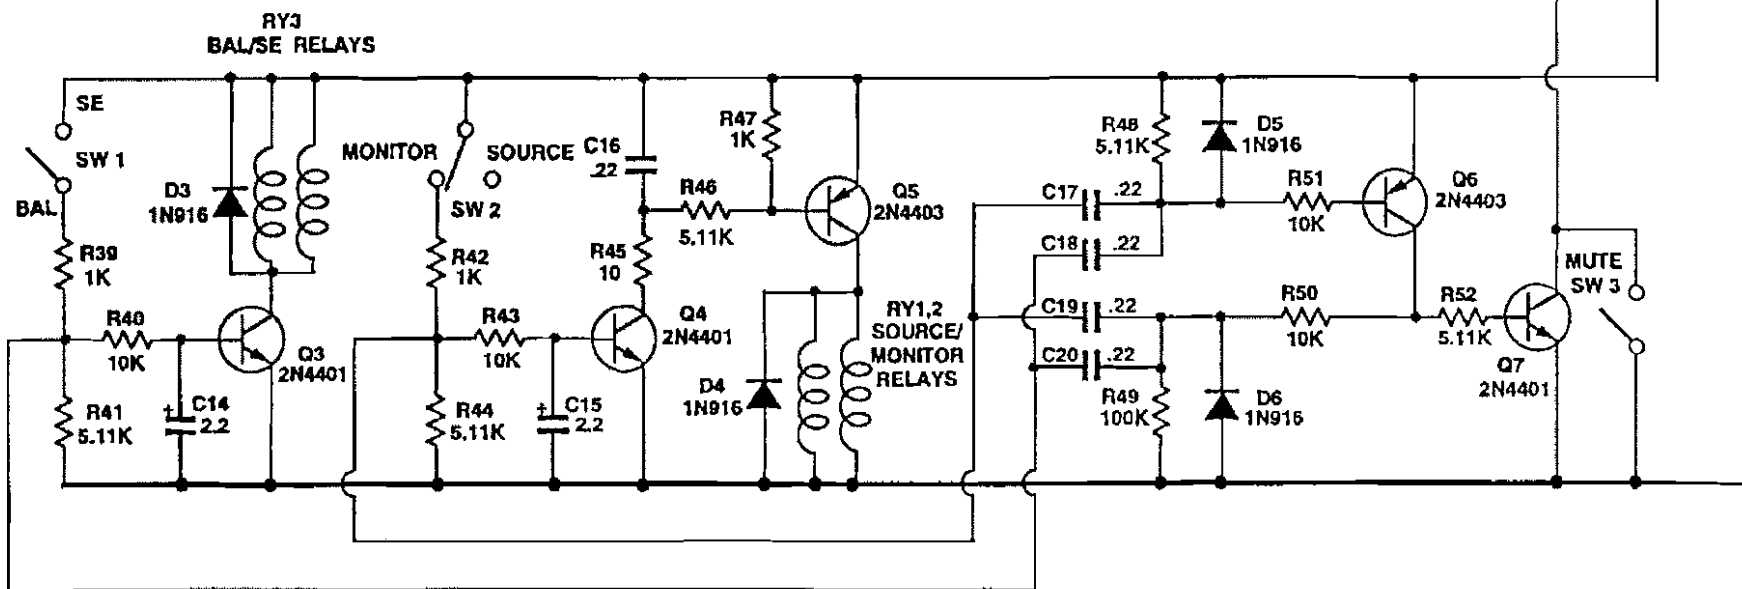 RY3
BAL/SE RELAYS
SE
SW 1
BAL
D3
1N916
R39
1K
R40
10K
R41
5.11K
C14
+
2.2
Q3
2N4401
MONITOR
SOURCE
SW 2
R42
1K
R43
10K
R44
5.11K
C15
+
2.2
C16
.22
R45
10
Q4
2N4401
R46
5.11K
R47
1K
Q5
2N4403
D4
1N916
RY1,2
SOURCE/
MONITOR
RELAYS
C17
.22
C18
.22
C19
.22
C20
.22
R48
5.11K
D5
1N916
R51
10K
Q6
2N4403
R50
10K
R49
100K
D6
1N916
R52
5.11K
Q7
2N4401
MUTE
SW 3